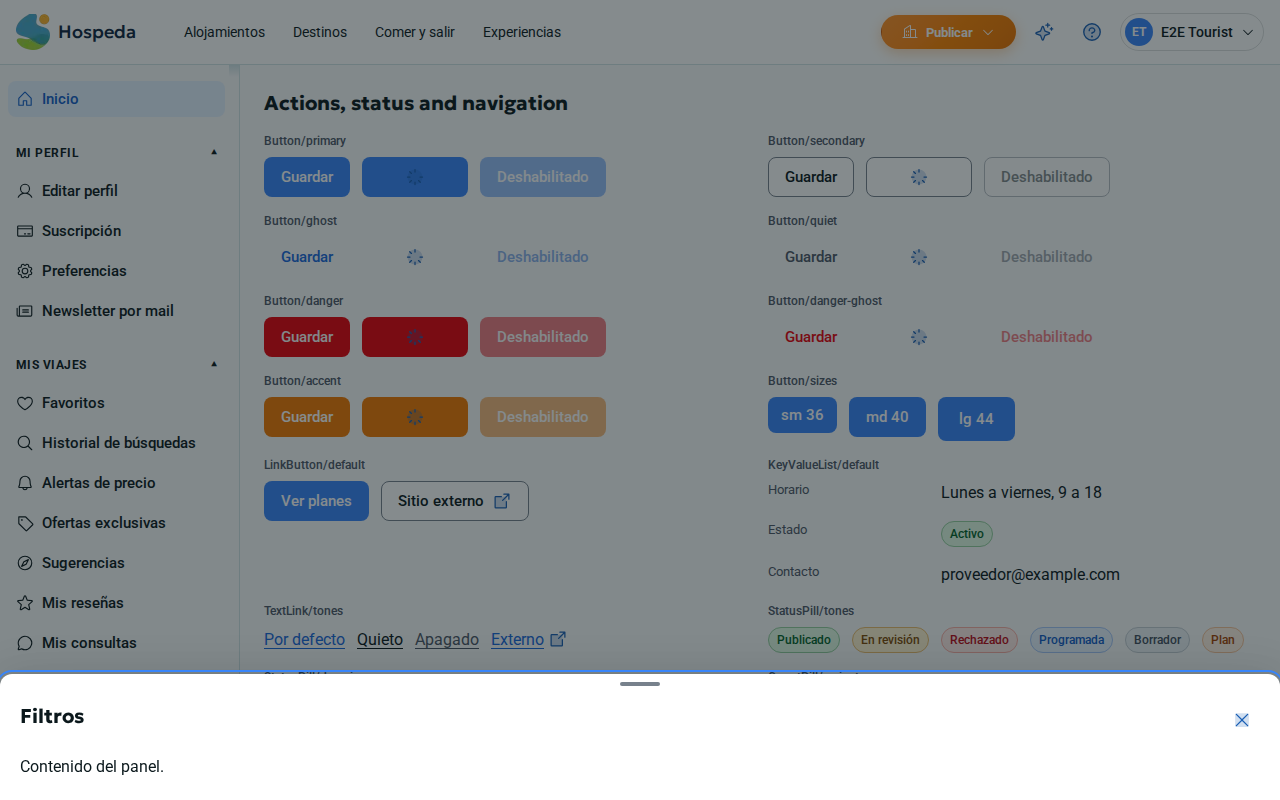 Hospeda
Alojamientos
Destinos
Comer y salir
Experiencias
Publicar
ET
E2E Tourist
Inicio
MI PERFIL
Editar perfil
Suscripción
Preferencias
Newsletter por mail
MIS VIAJES
Favoritos
Historial de búsquedas
Alertas de precio
Ofertas exclusivas
Sugerencias
Mis reseñas
Mis consultas
Actions, status and navigation
Button/primary
Guardar
Deshabilitado
Button/secondary
Guardar
Deshabilitado
Button/ghost
Guardar
Deshabilitado
Button/quiet
Guardar
Deshabilitado
Button/danger
Guardar
Deshabilitado
Button/danger-ghost
Guardar
Deshabilitado
Button/accent
Guardar
Deshabilitado
Button/sizes
sm 36
md 40
lg 44
LinkButton/default
Ver planes
Sitio externo
KeyValueList/default
Horario
Lunes a viernes, 9 a 18
Estado
Activo
Contacto
proveedor@example.com
TextLink/tones
Por defecto
Quieto
Apagado
Externo
StatusPill/tones
Publicado
En revisión
Rechazado
Programada
Borrador
Plan
Filtros
Contenido del panel.